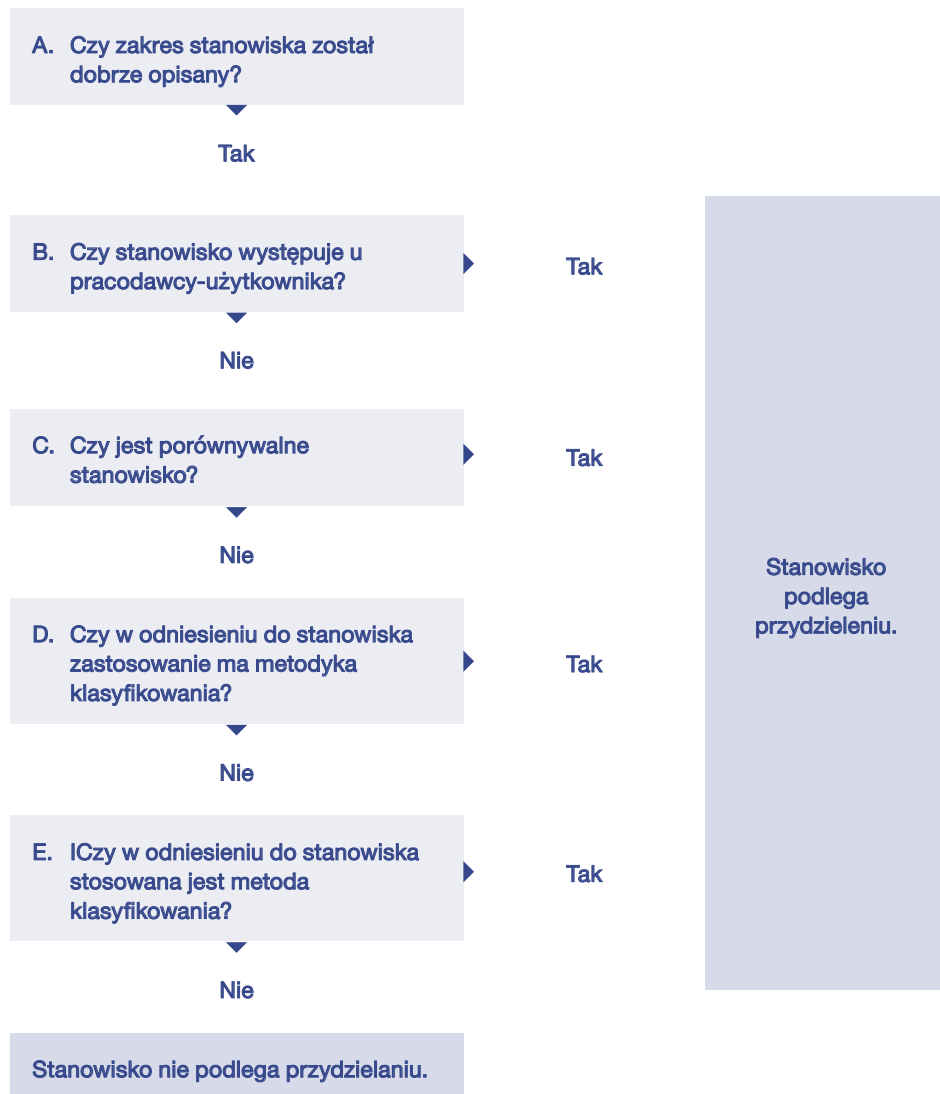 A. Czy zakres stanowiska został
dobrze opisany?
Tak
B. Czy stanowisko występuje u
pracodawcy-użytkownika?
Tak
Nie
C. Czy jest porównywalne
stanowisko?
Tak
Nie
D. Czy w odniesieniu do stanowiska
zastosowanie ma metodyka
klasyfikowania?
Tak
Nie
E. ICzy w odniesieniu do stanowiska
stosowana jest metoda
klasyfikowania?
Tak
Nie
Stanowisko
podlega
przydzieleniu.
Stanowisko nie podlega przydzielaniu.